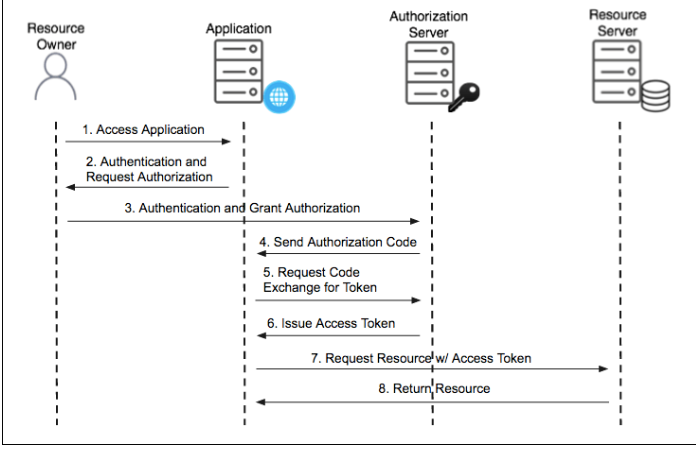 Resource
Owner
Application
Authorization
Server
Resource
Server
1. Access Application
2. Authentication and
Request Authorization
3. Authentication and Grant Authorization
4. Send Authorization Code
5. Request Code
Exchange for Token
6. Issue Access Token
7. Request Resource w/ Access Token
8. Return Resource